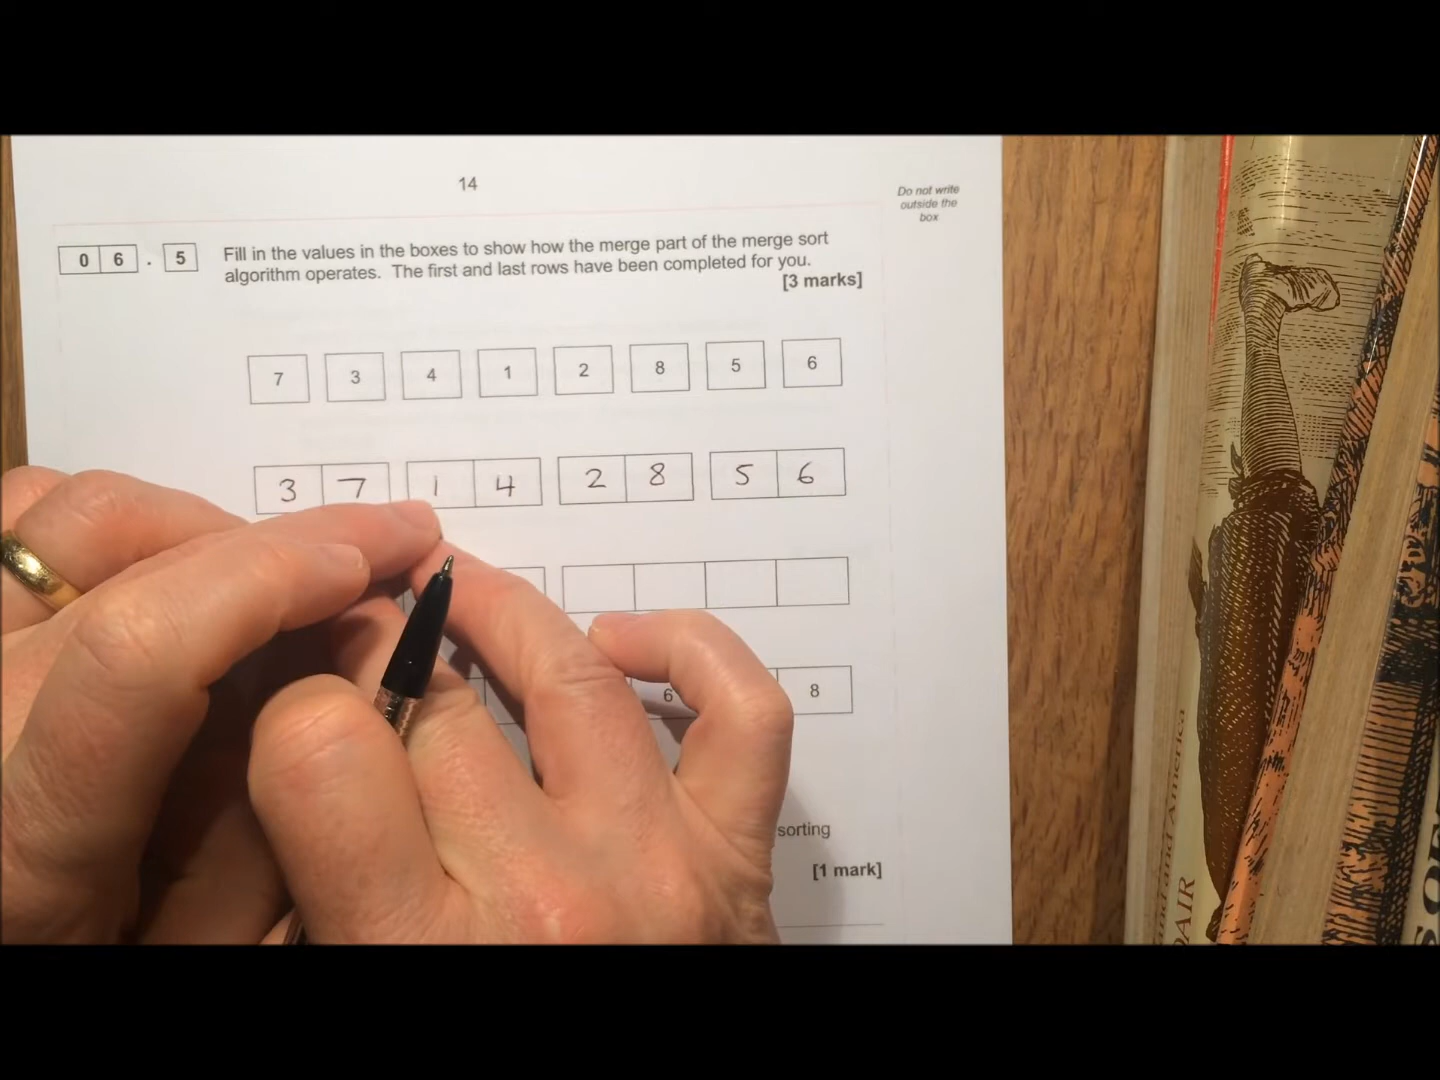 14
Do not write
outside the
box
0 6 . 5
Fill in the values in the boxes to show how the merge part of the merge sort
algorithm operates. The first and last rows have been completed for you.
[3 marks]
7 3 4 1 2 8 5 6
3 7 1 4 2 8 5 6
6 8
sorting
[1 mark]
and America